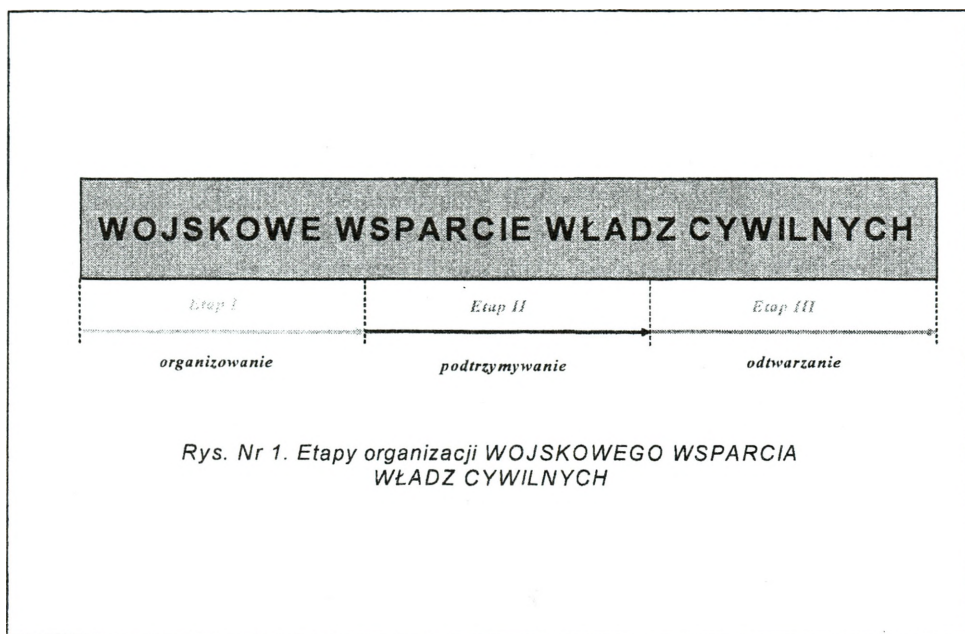 WOJSKOWE WSPARCIE WŁADZ CYWILNYCH
Etap I Etap II Etap III
organizowanie podtrzymywanie odtwarzanie
Rys. Nr 1. Etapy organizacji WOJSKOWEGO WSPARCIA
WŁADZ CYWILNYCH